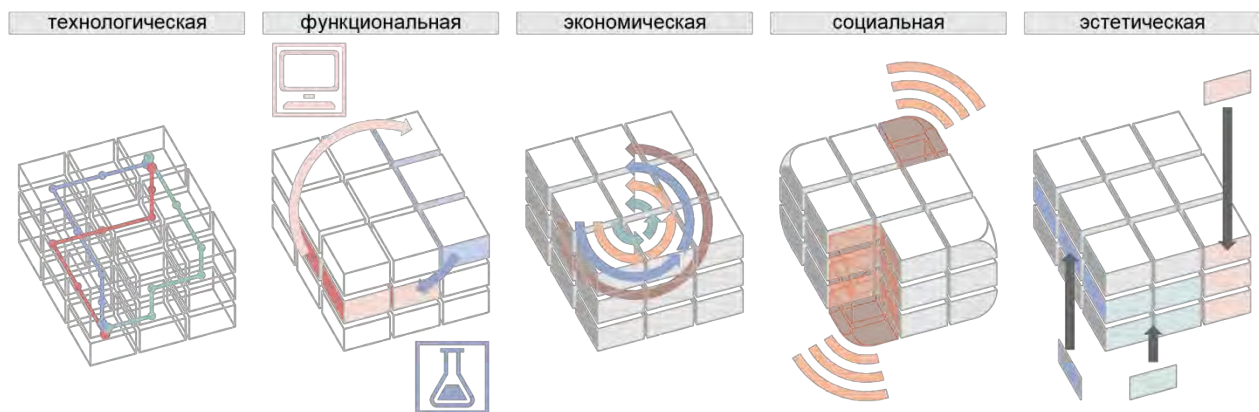 технологическая
функциональная
экономическая
социальная
эстетическая